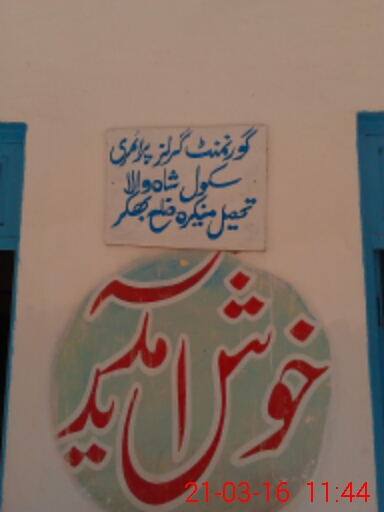 گورنمنٹ گرلز پرائمری
سکول شاہ والا
تحصیل منکیرہ ضلع بھکر
خوش آمدید
21-03-16 11:44